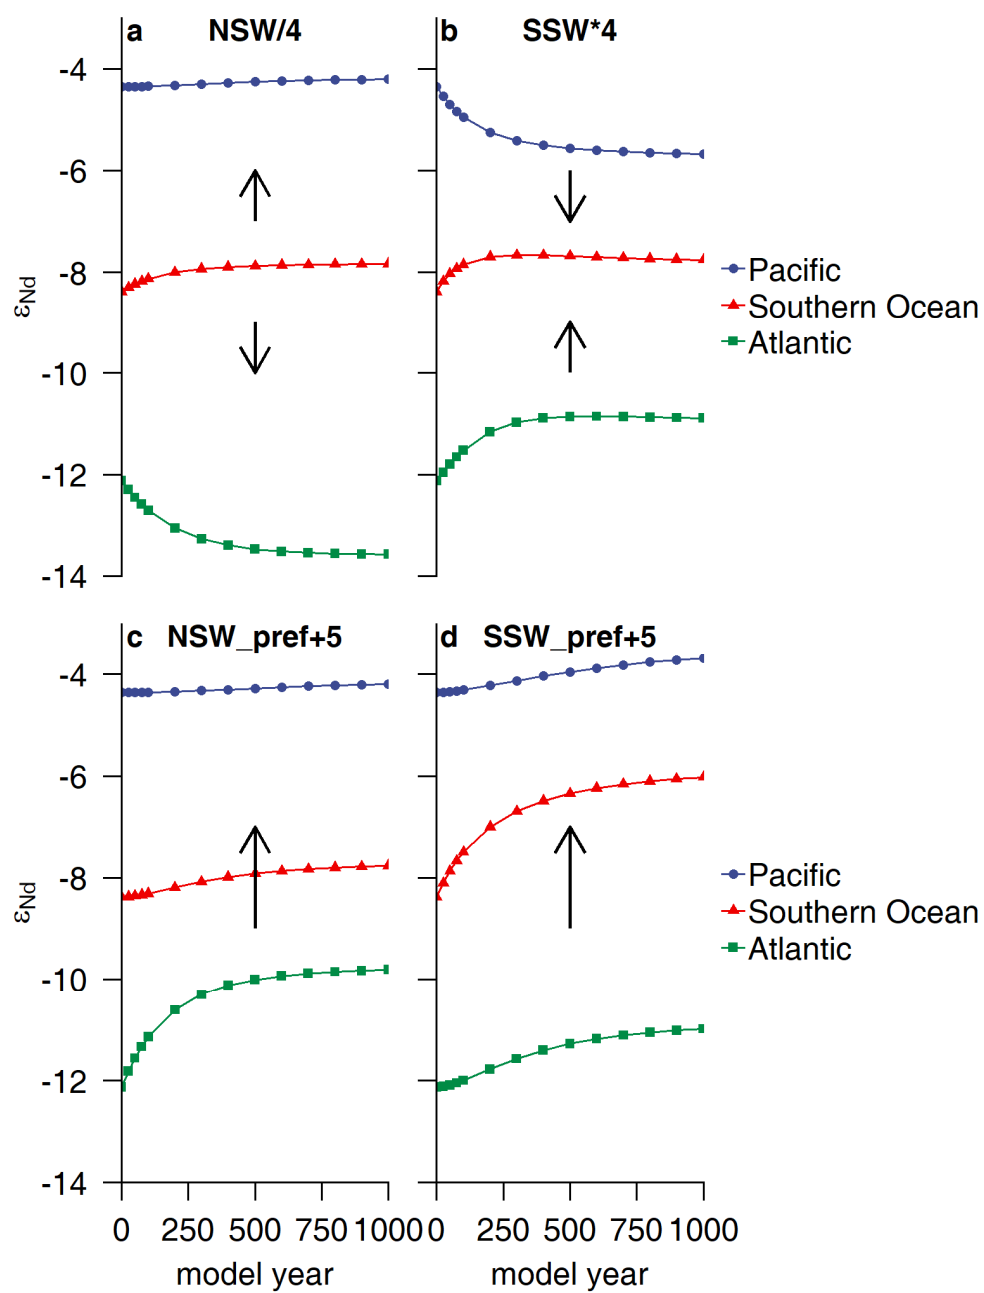 a NSW/4
b SSW*4
-4
-6
-8
-10
-12
-14
εNd
Pacific
Southern Ocean
Atlantic
c NSW_pref+5
d SSW_pref+5
-4
-6
-8
-10
-12
-14
εNd
Pacific
Southern Ocean
Atlantic
0 250 500 750 1000
0 250 500 750 1000
model year
model year